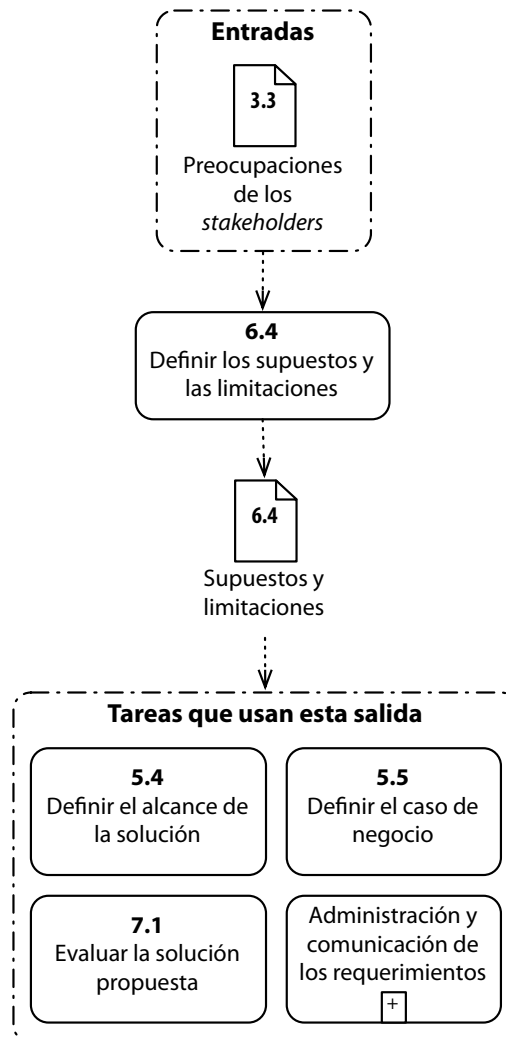 Entradas
3.3
Preocupaciones
de los
stakeholders
6.4
Definir los supuestos y
las limitaciones
6.4
Supuestos y
limitaciones
Tareas que usan esta salida
5.4
Definir el alcance de
la solución
5.5
Definir el caso de
negocio
7.1
Evaluar la solución
propuesta
Administración y
comunicación de
los requerimientos
+